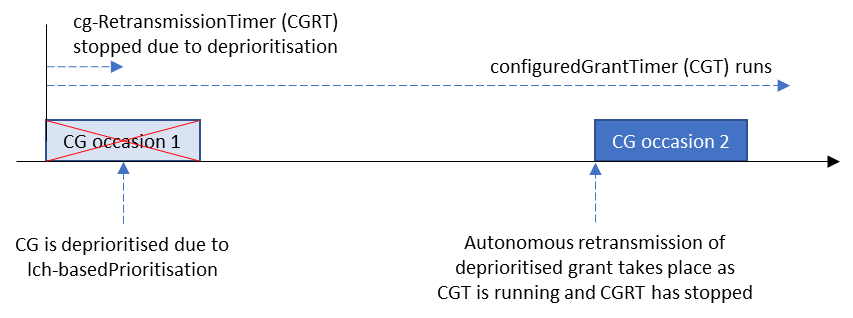 cg-RetransmissionTimer (CGRT)
stopped due to deprioritisation
configuredGrantTimer (CGT) runs
CG occasion 1
CG occasion 2
CG is deprioritised due to
lch-basedPrioritisation
Autonomous retransmission of
deprioritised grant takes place as
CGT is running and CGRT has stopped